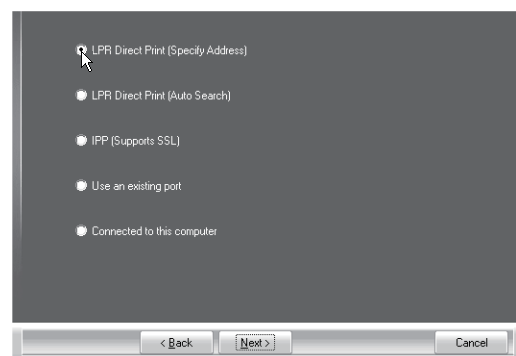 LPR Direct Print (Specify Address)
LPR Direct Print (Auto Search)
IPP (Supports SSL)
Use an existing port
Connected to this computer
< Back Next > Cancel